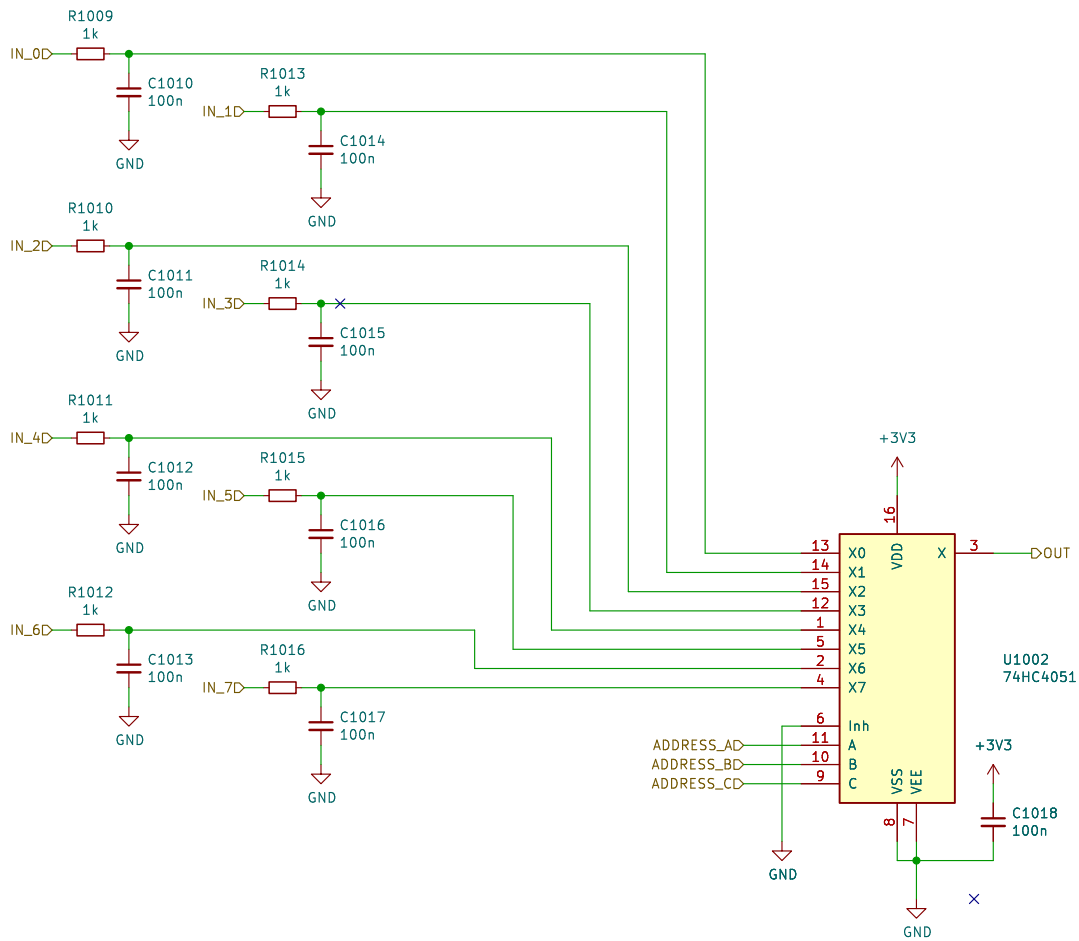 R1009
1k
IN_0
C1010
100n
GND
R1013
1k
IN_1
C1014
100n
GND
R1010
1k
IN_2
C1011
100n
GND
R1014
1k
IN_3
C1015
100n
GND
R1011
1k
IN_4
C1012
100n
GND
R1015
1k
IN_5
C1016
100n
GND
R1012
1k
IN_6
C1013
100n
GND
R1016
1k
IN_7
C1017
100n
GND
+3V3
16
VDD
13 X0
14 X1
15 X2
12 X3
1 X4
5 X5
2 X6
4 X7
6 Inh
ADDRESS_A 11 A
ADDRESS_B 10 B
ADDRESS_C 9 C
X 3 OUT
U1002
74HC4051
VSS
VEE
8
7
GND
+3V3
C1018
100n
GND